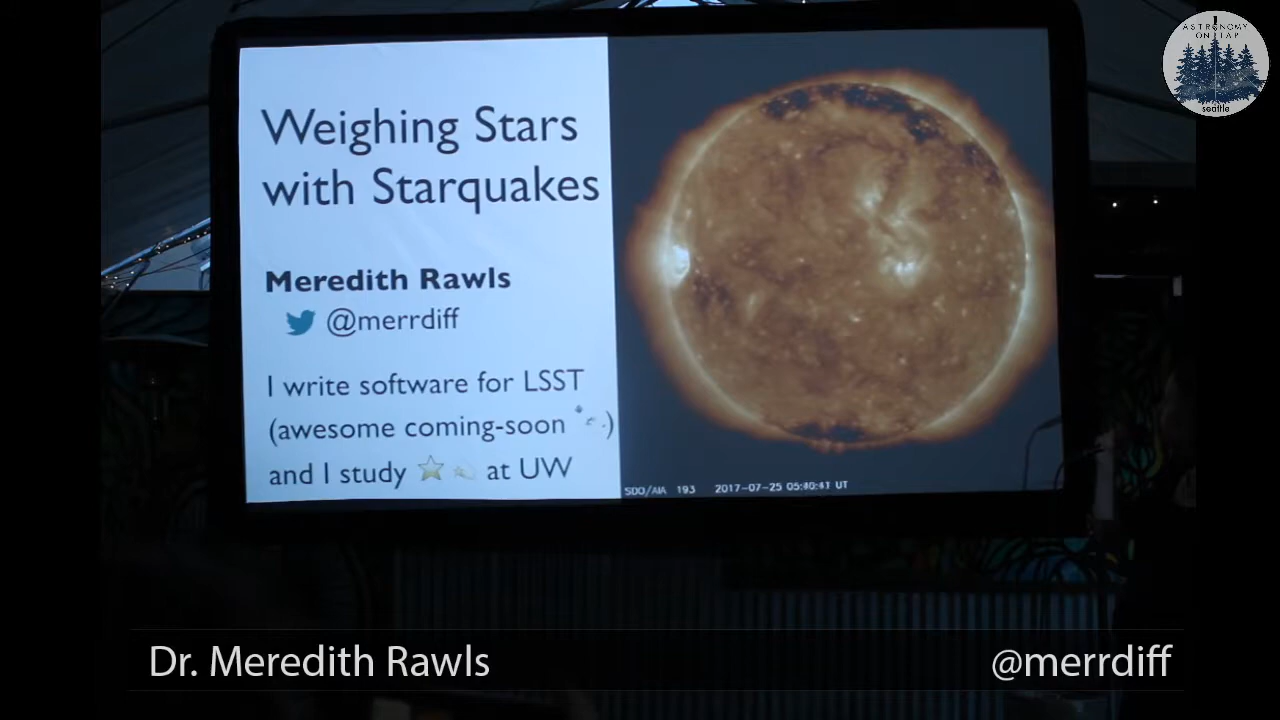 Weighing Stars
with Starquakes
Meredith Rawls
@merrdiff
I write software for LSST
(awesome coming-soon )
and I study at UW
SDO/AIA 193 2017-07-25 05:40:41 UT
ASTRONOMY
ON TAP
seattle
Dr. Meredith Rawls
@merrdiff